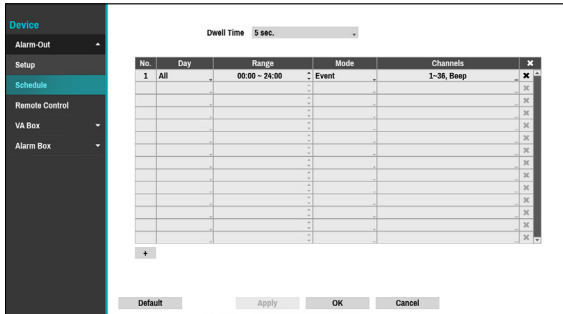 Device
Alarm-Out
Setup
Schedule
Remote Control
VA Box
Alarm Box
Dwell Time 5 sec.
No. Day Range Mode Channels ×
1 All 00:00 ~ 24:00 Event 1~36, Beep ×
+
Default Apply OK Cancel